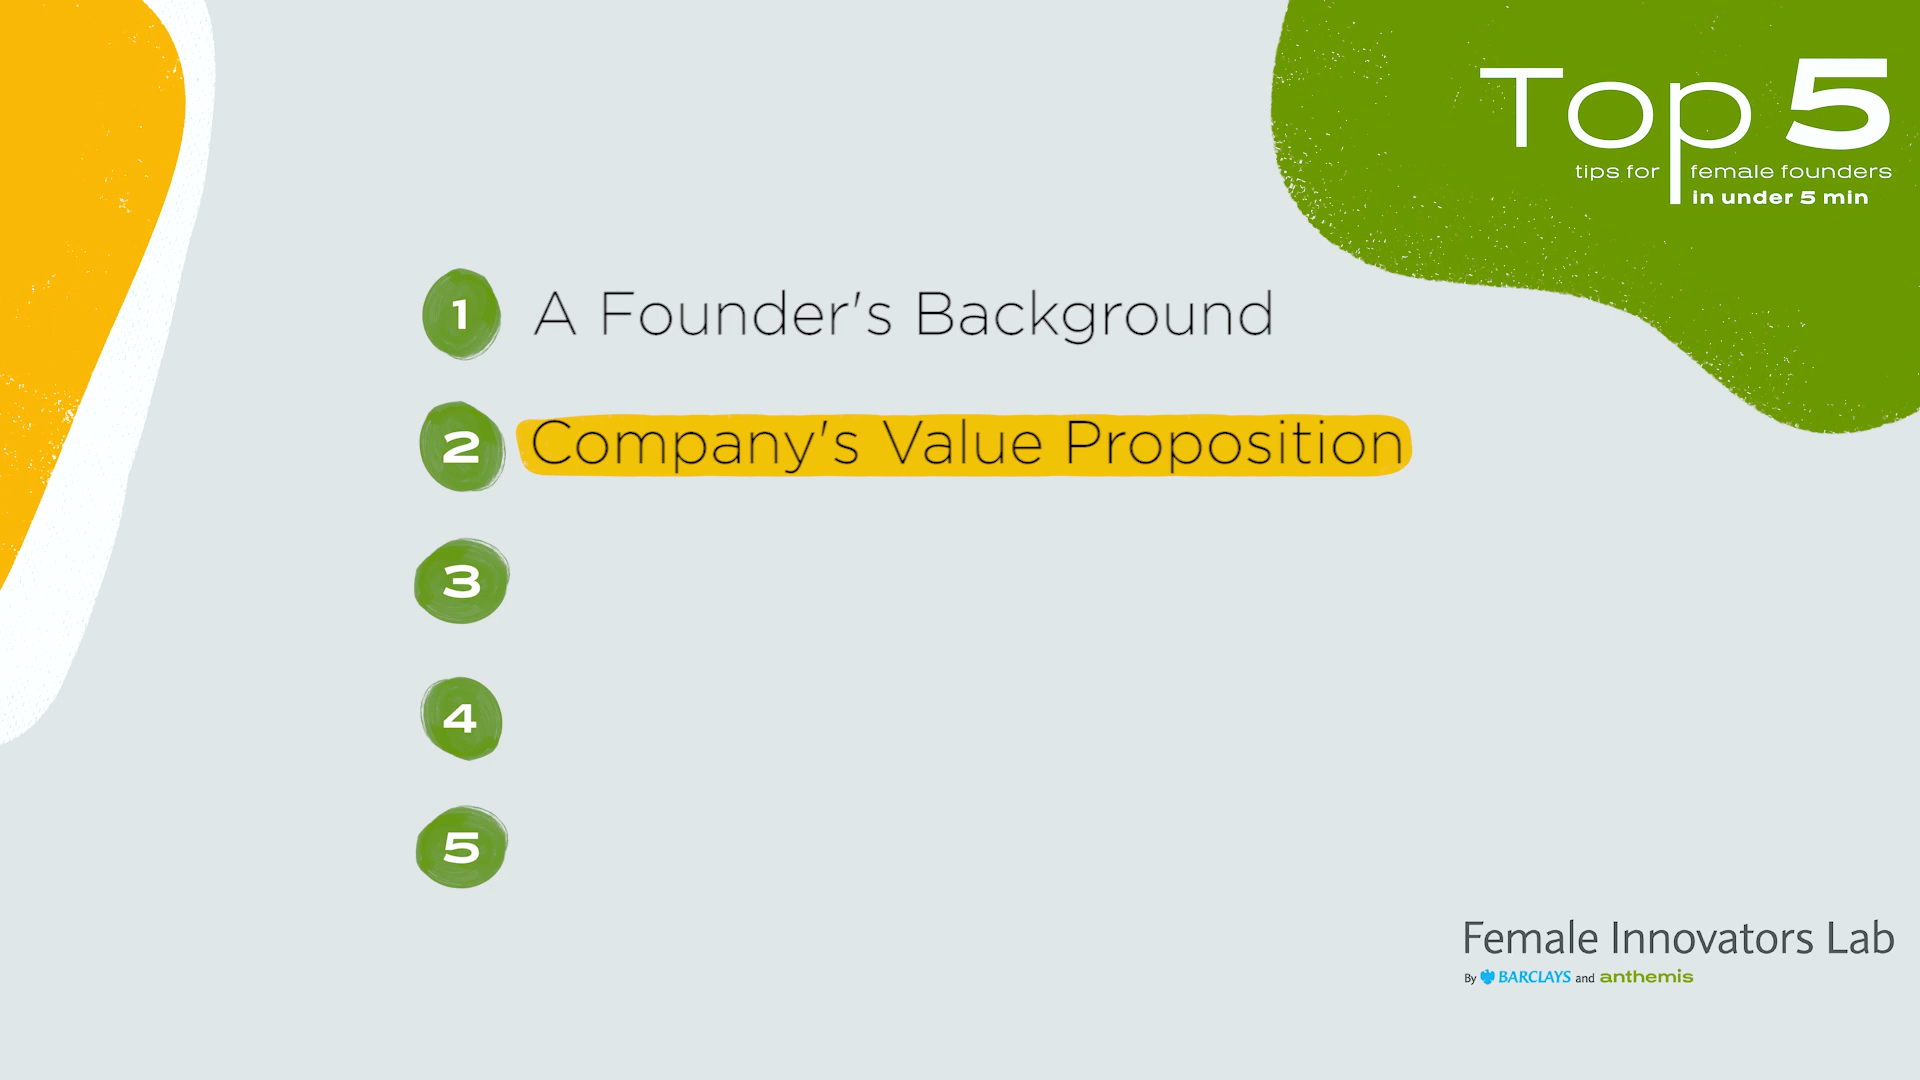 Top 5
tips for female founders
in under 5 min
1 A Founder's Background
2 Company's Value Proposition
3
4
5
Female Innovators Lab
By BARCLAYS and anthemis